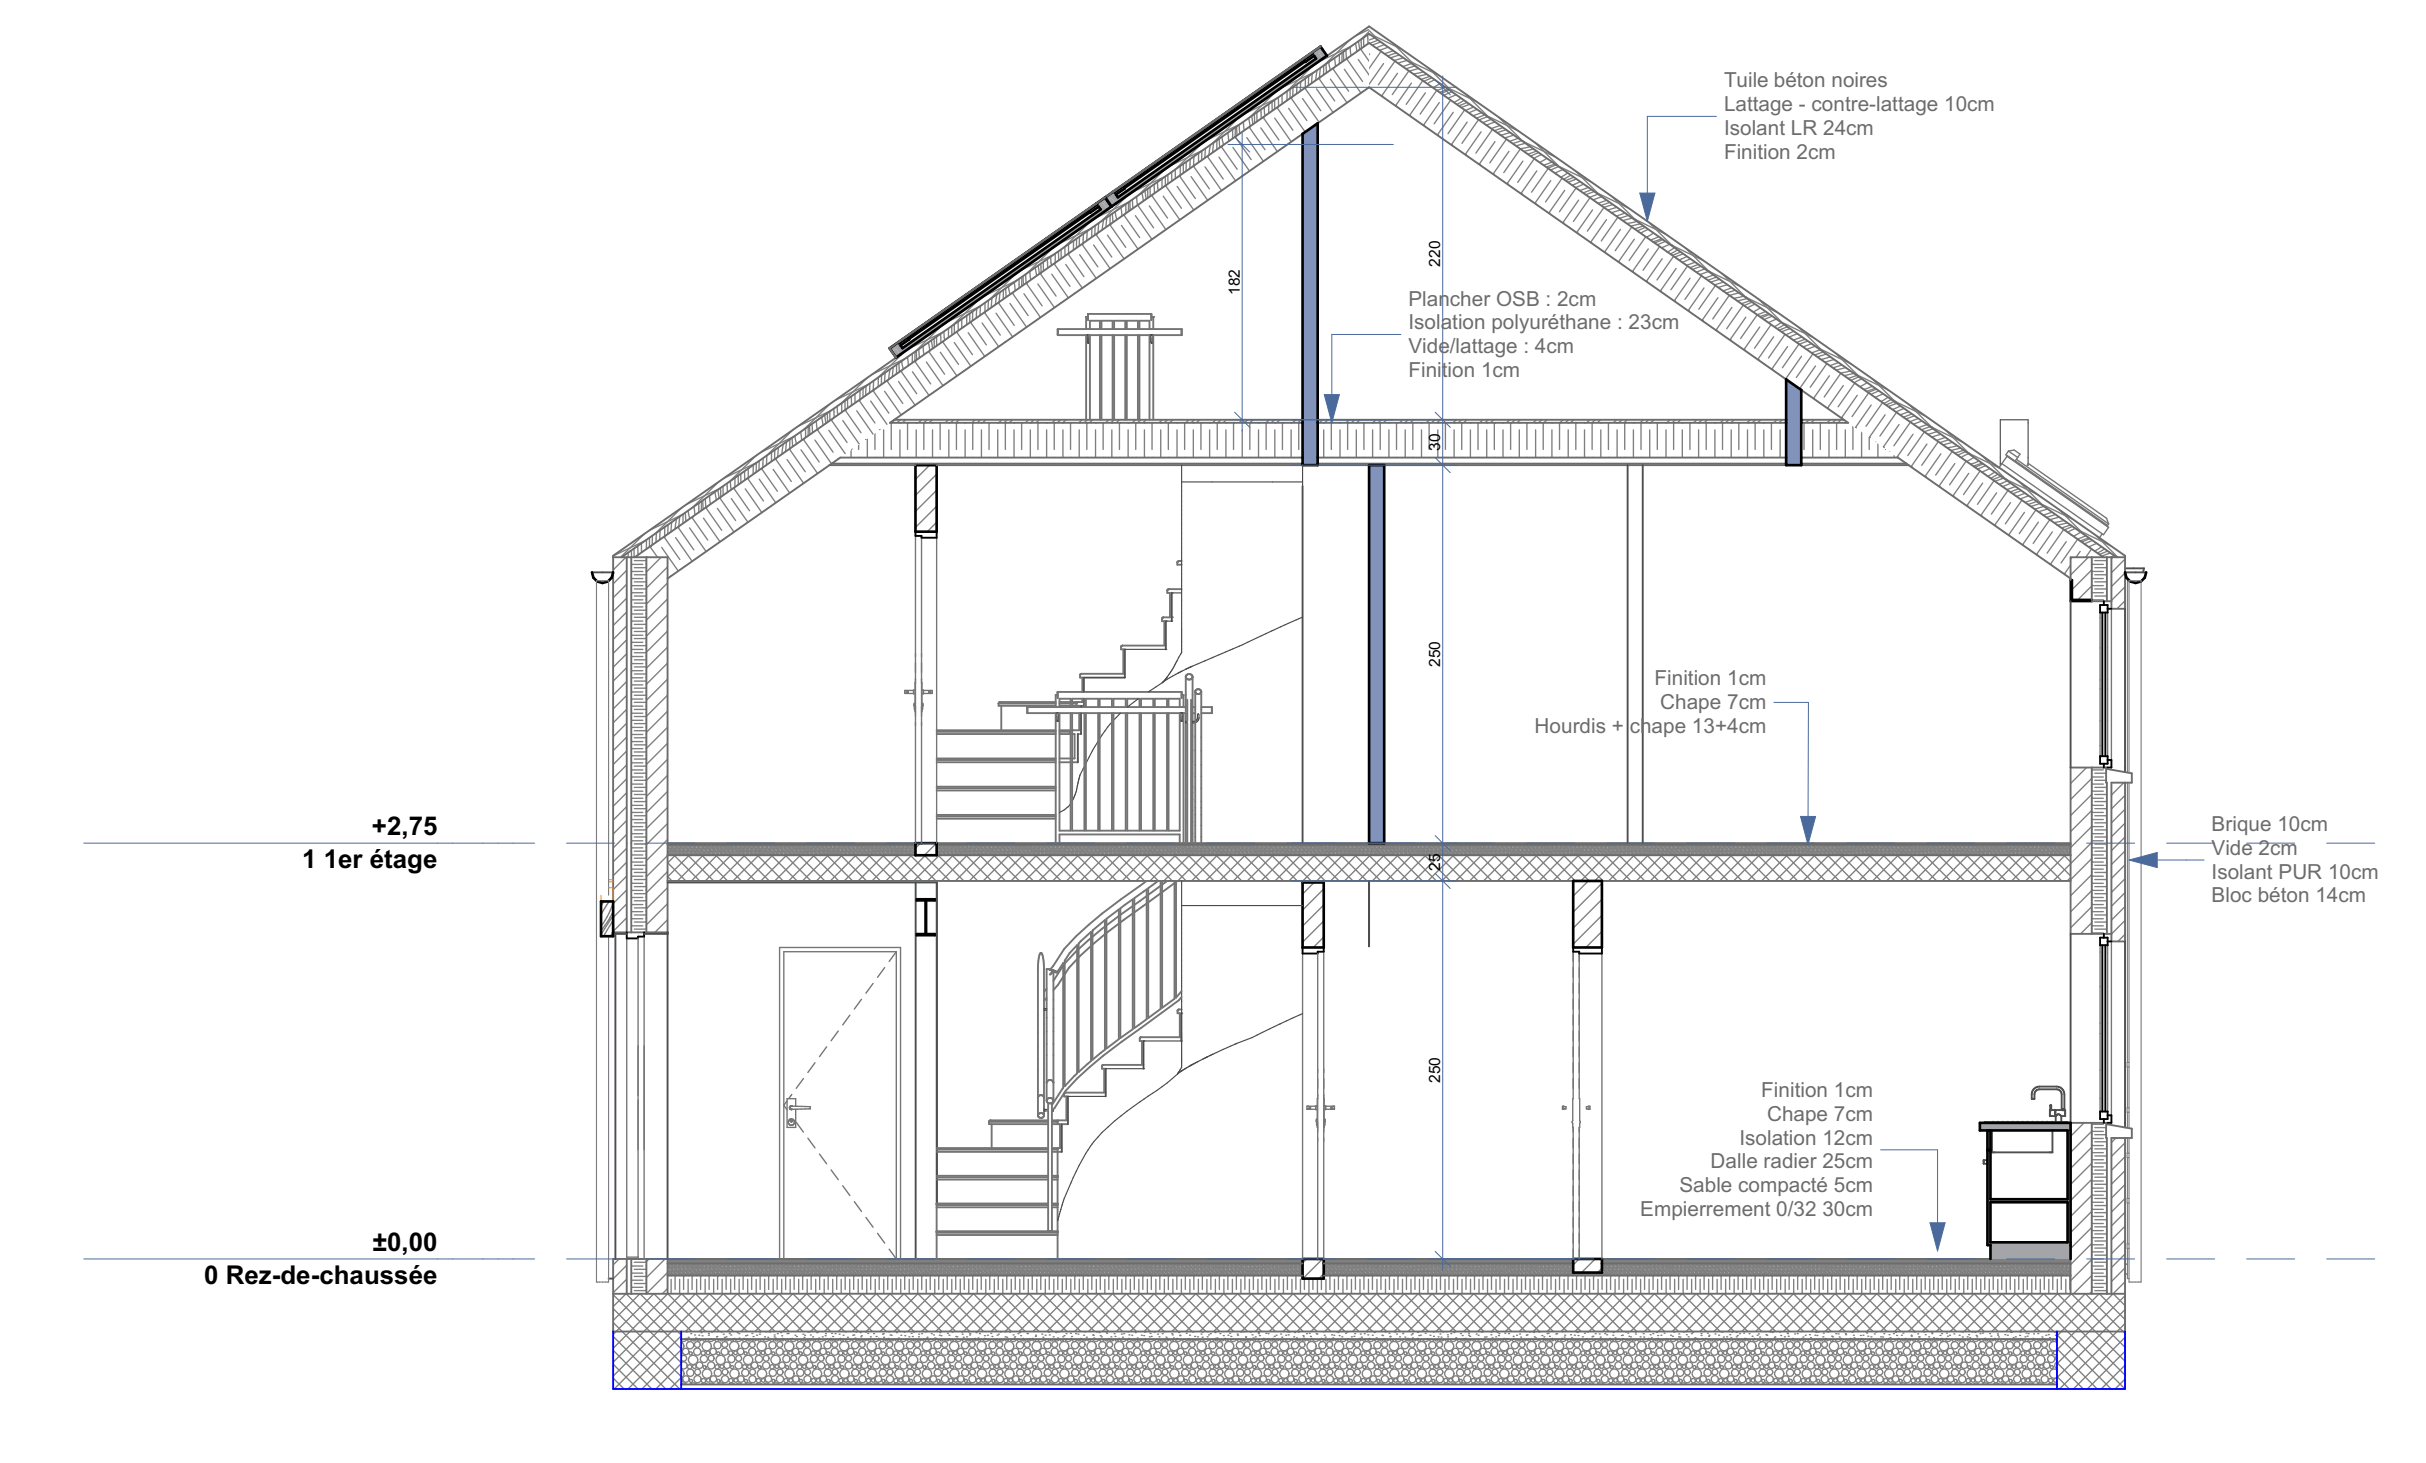 Tuile béton noires
Lattage - contre-lattage 10cm
Isolant LR 24cm
Finition 2cm
220
182
Plancher OSB : 2cm
Isolation polyuréthane : 23cm
Vide/lattage : 4cm
Finition 1cm
30
250
Finition 1cm
Chape 7cm
Hourdis + chape 13+4cm
+2,75
1 1er étage
25
Brique 10cm
Vide 2cm
Isolant PUR 10cm
Bloc béton 14cm
250
Finition 1cm
Chape 7cm
Isolation 12cm
Dalle radier 25cm
Sable compacté 5cm
Empierrement 0/32 30cm
±0,00
0 Rez-de-chaussée